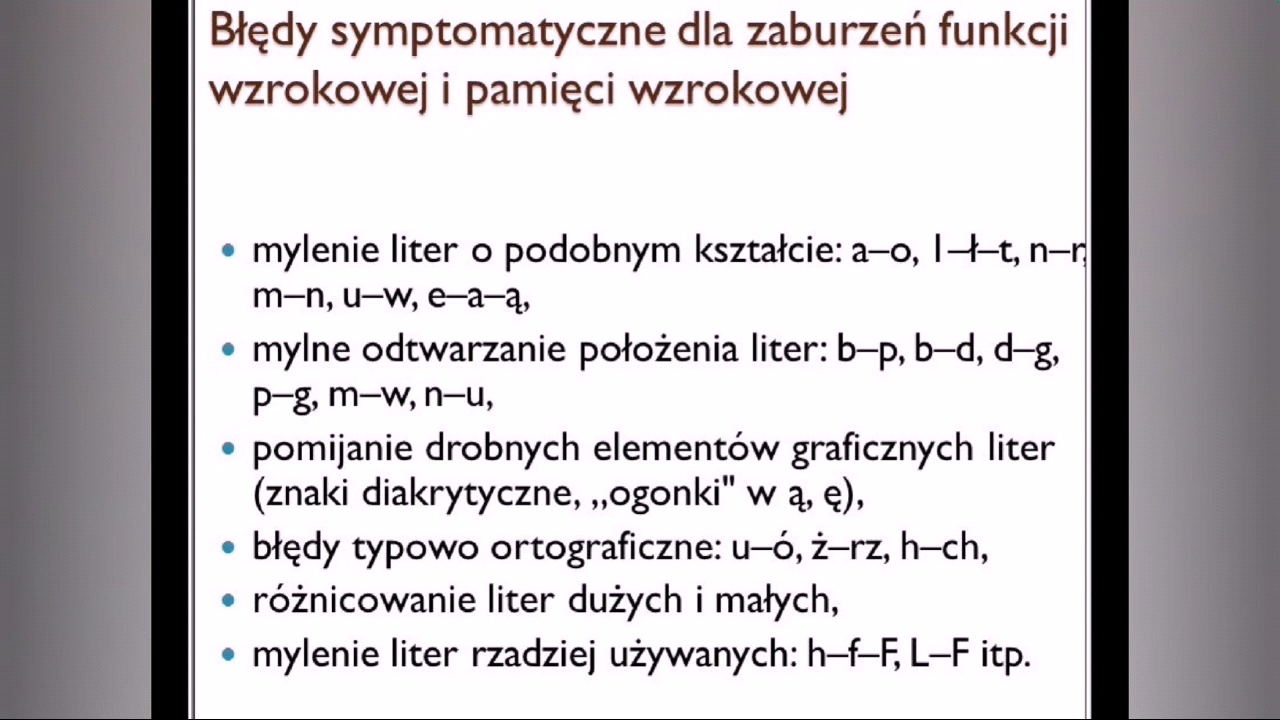 Błędy symptomatyczne dla zaburzeń funkcji
wzrokowej i pamięci wzrokowej
• mylenie liter o podobnym kształcie: a–o, l–ł–t, n–r,
m–n, u–w, e–a–ą,
• mylne odtwarzanie położenia liter: b–p, b–d, d–g,
p–g, m–w, n–u,
• pomijanie drobnych elementów graficznych liter
(znaki diakrytyczne, ,,ogonki" w ą, ę),
• błędy typowo ortograficzne: u–ó, ż–rz, h–ch,
• różnicowanie liter dużych i małych,
• mylenie liter rzadziej używanych: h–f–F, L–F itp.